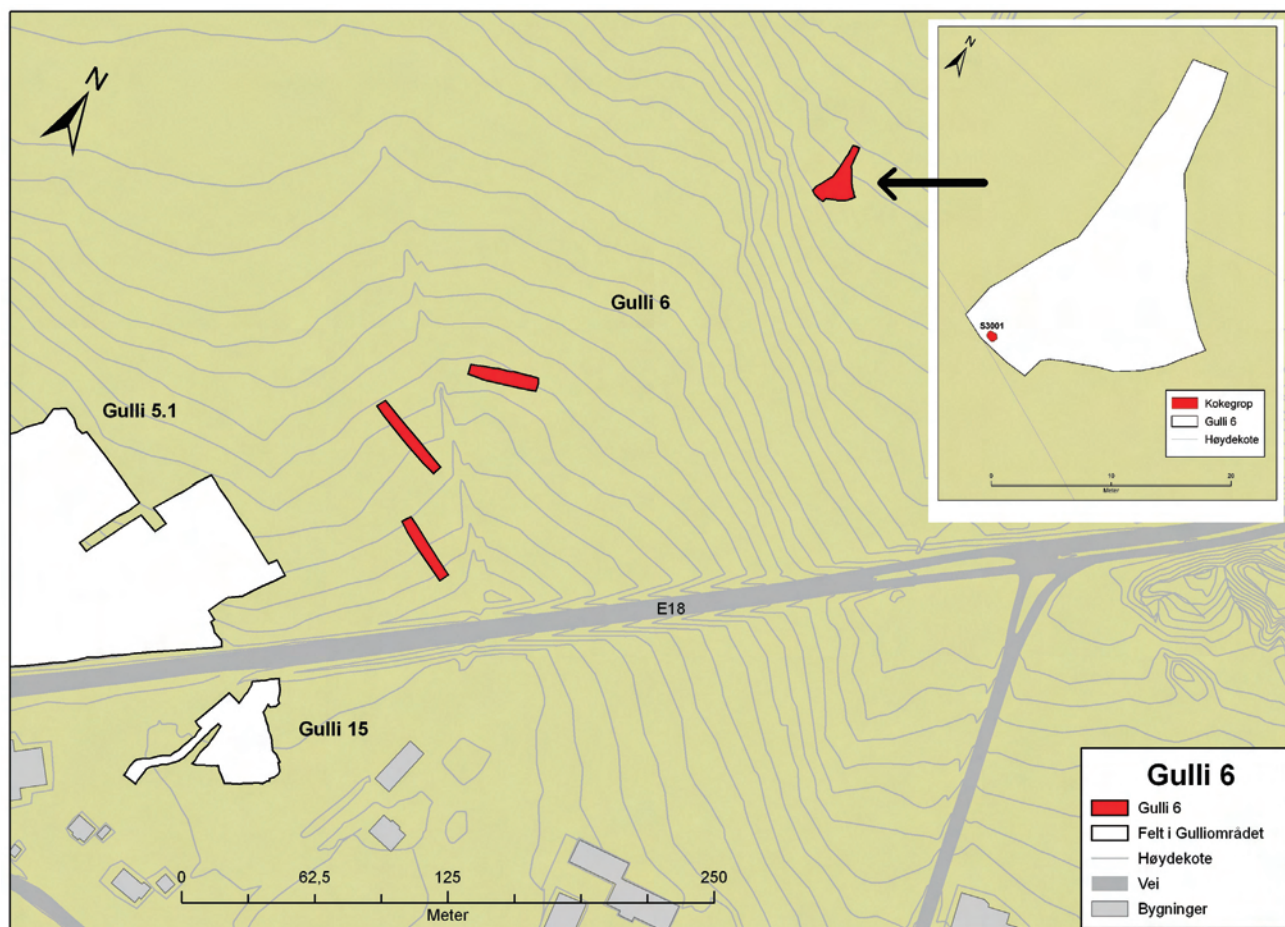 N
Gulli 6
Gulli 5.1
E18
Gulli 15
0 62,5 125 250
Meter
N
S3001
Kokegrop
Gulli 6
Høydekote
0 10 20
Meter
Gulli 6
Gulli 6
Felt i Gulliområdet
Høydekote
Vei
Bygninger